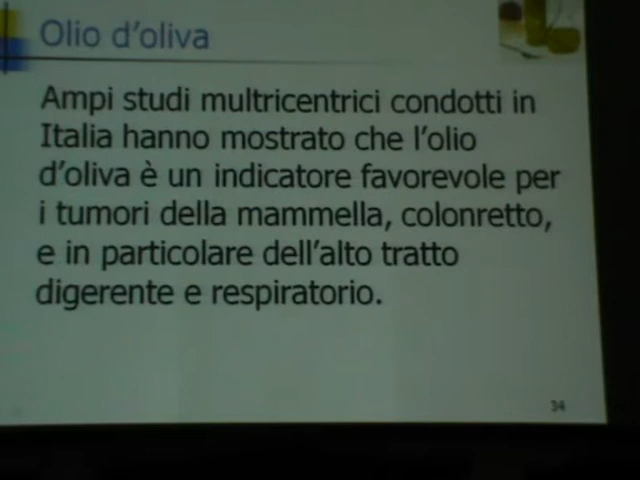 Olio d'oliva
Ampi studi multricentrici condotti in
Italia hanno mostrato che l'olio
d'oliva è un indicatore favorevole per
i tumori della mammella, colonretto,
e in particolare dell'alto tratto
digerente e respiratorio.
34